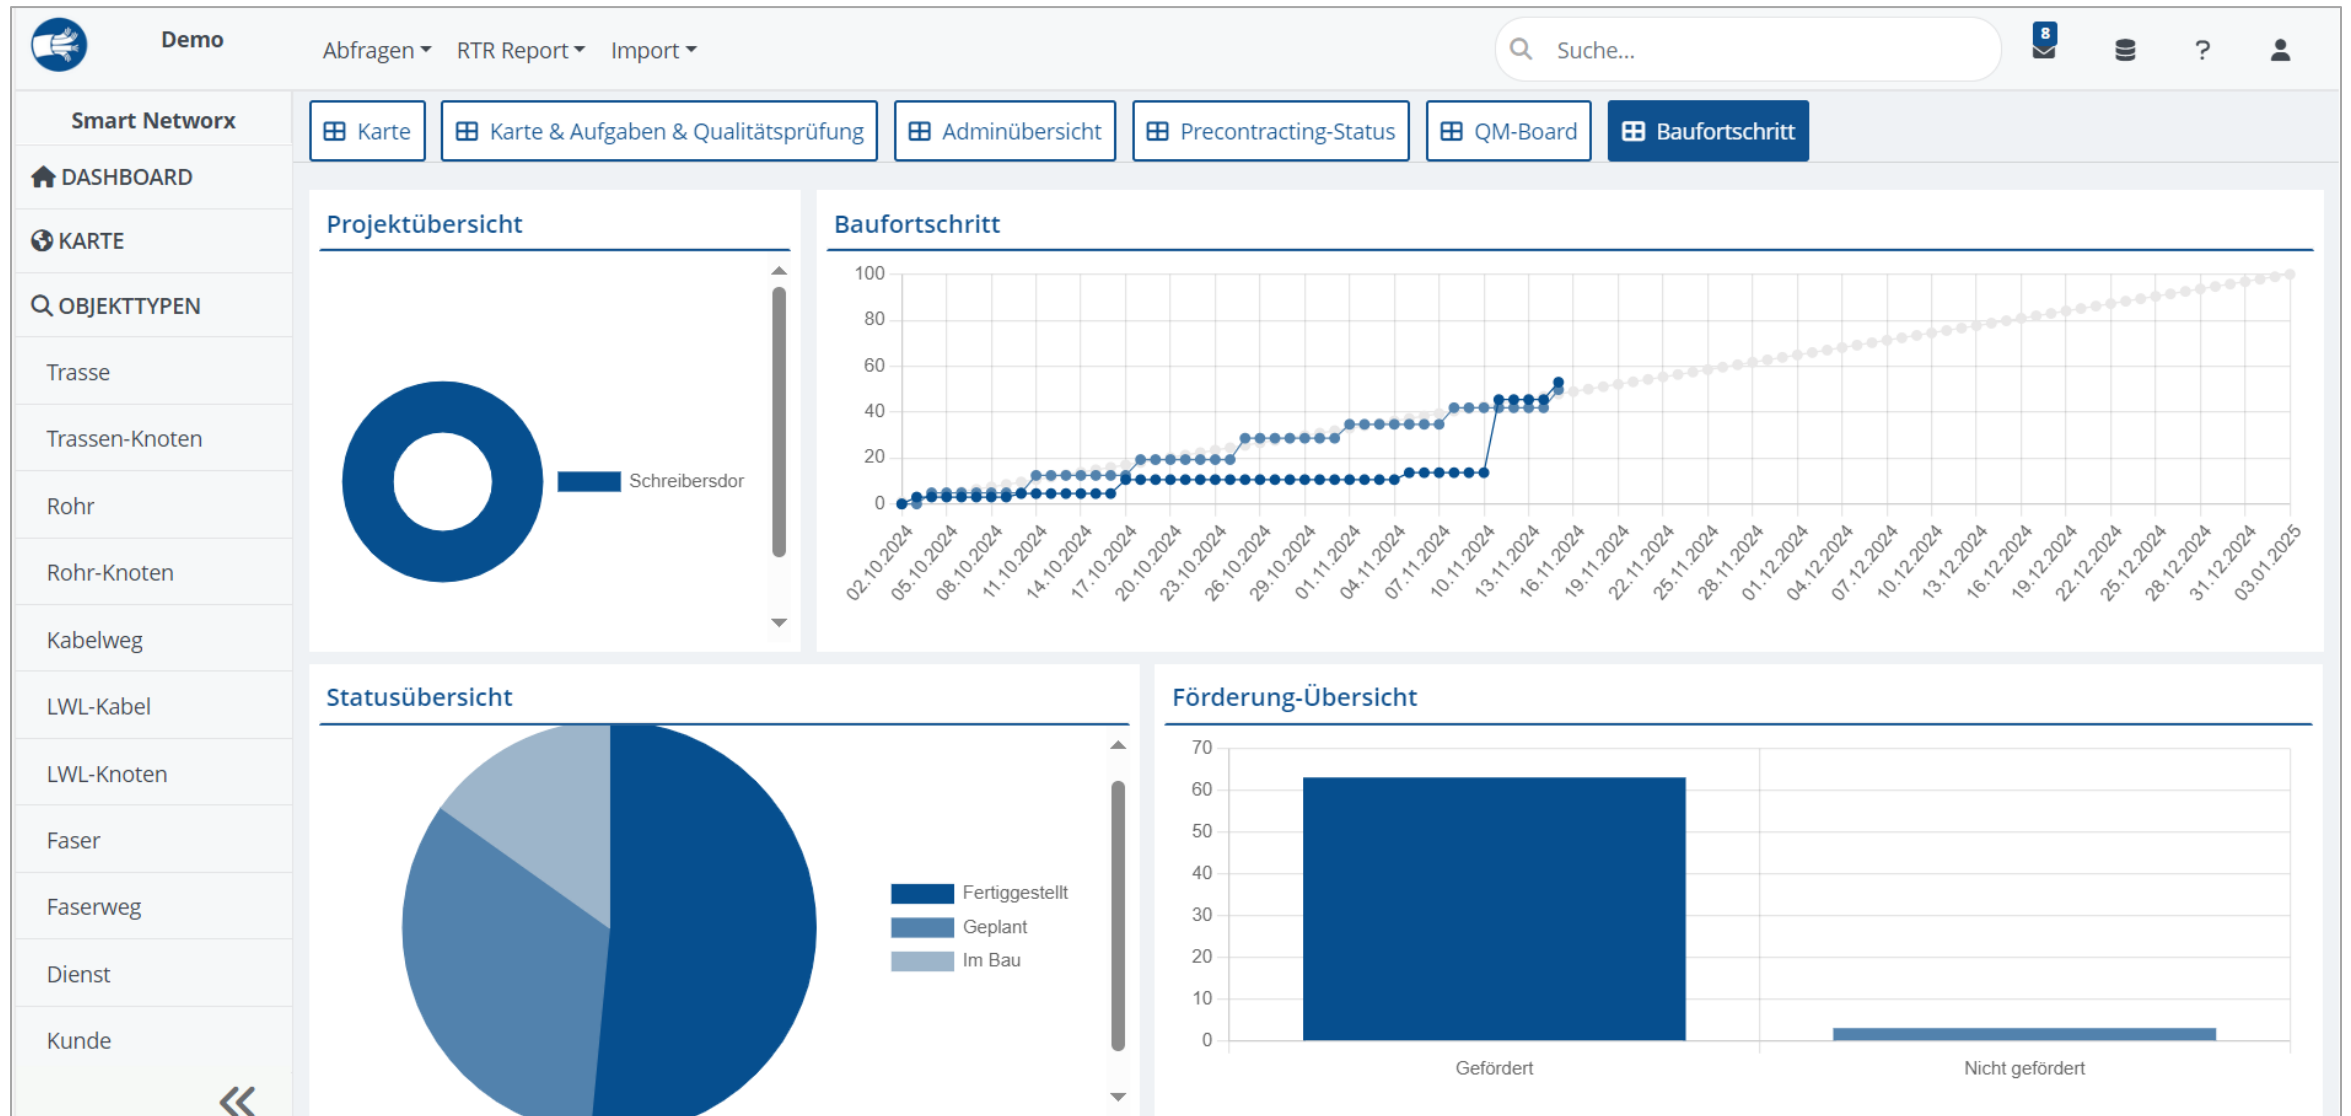 Demo
Abfragen
RTR Report
Import
Suche...
8
?
Smart Networx
DASHBOARD
KARTE
OBJEKTTYPEN
Trasse
Trassen-Knoten
Rohr
Rohr-Knoten
Kabelweg
LWL-Kabel
LWL-Knoten
Faser
Faserweg
Dienst
Kunde
Karte
Karte & Aufgaben & Qualitätsprüfung
Adminübersicht
Precontracting-Status
QM-Board
Baufortschritt
Projektübersicht
Schreibersdor
Baufortschritt
100
80
60
40
20
0
02.10.2024
05.10.2024
08.10.2024
11.10.2024
14.10.2024
17.10.2024
20.10.2024
23.10.2024
26.10.2024
29.10.2024
01.11.2024
04.11.2024
07.11.2024
10.11.2024
13.11.2024
16.11.2024
19.11.2024
22.11.2024
25.11.2024
28.11.2024
01.12.2024
04.12.2024
07.12.2024
10.12.2024
13.12.2024
16.12.2024
19.12.2024
22.12.2024
25.12.2024
28.12.2024
31.12.2024
03.01.2025
Statusübersicht
Fertiggestellt
Geplant
Im Bau
Förderung-Übersicht
70
60
50
40
30
20
10
0
Gefördert
Nicht gefördert